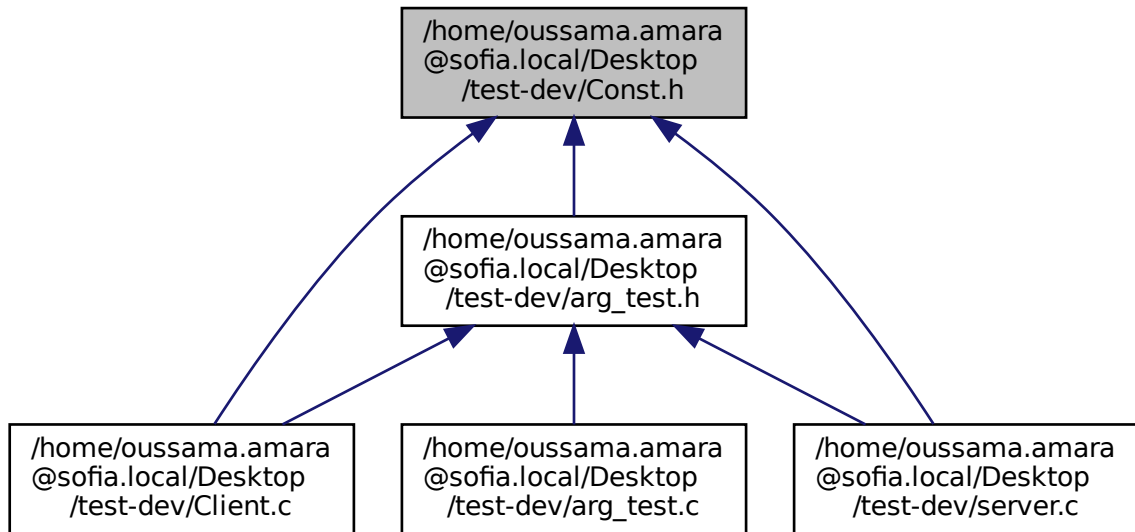 /home/oussama.amara
@sofia.local/Desktop
/test-dev/Const.h
/home/oussama.amara
@sofia.local/Desktop
/test-dev/arg_test.h
/home/oussama.amara
@sofia.local/Desktop
/test-dev/Client.c
/home/oussama.amara
@sofia.local/Desktop
/test-dev/arg_test.c
/home/oussama.amara
@sofia.local/Desktop
/test-dev/server.c